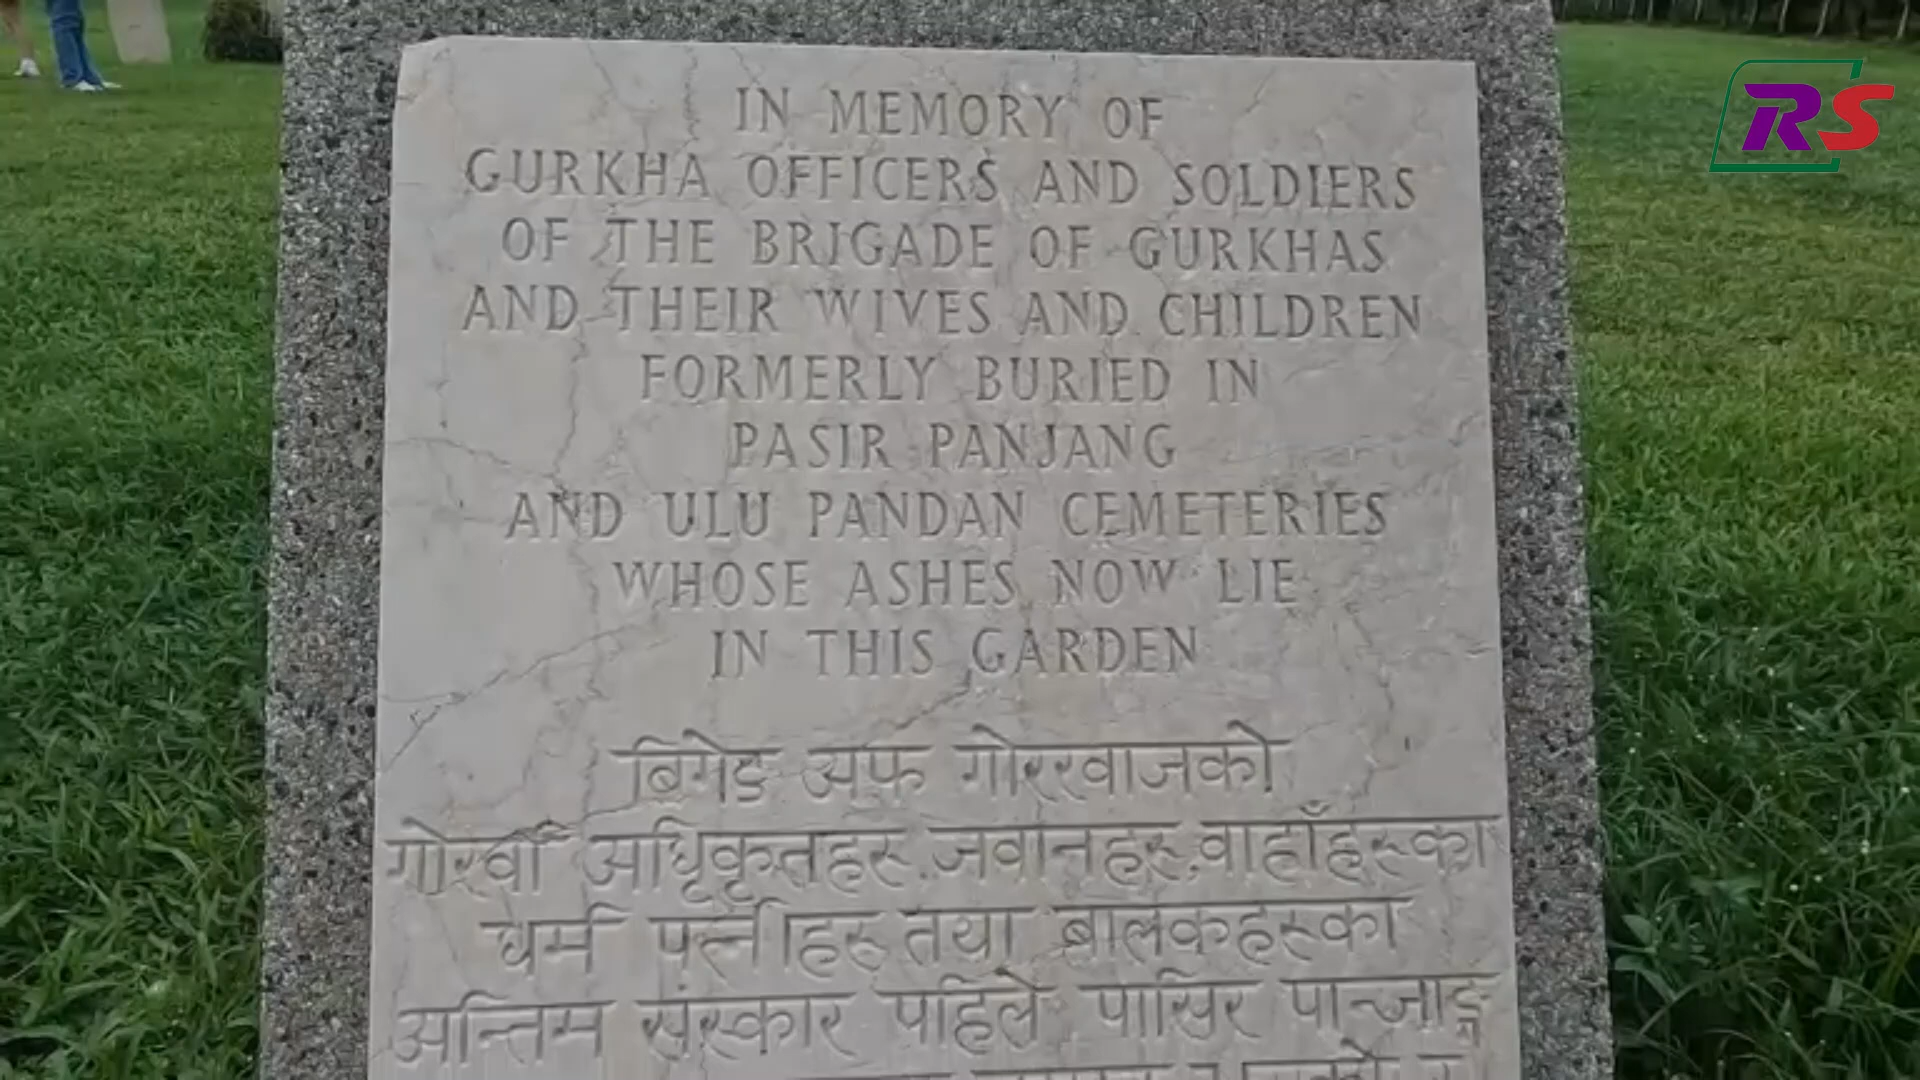 RS
IN MEMORY OF
GURKHA OFFICERS AND SOLDIERS
OF THE BRIGADE OF GURKHAS
AND THEIR WIVES AND CHILDREN
FORMERLY BURIED IN
PASIR PANJANG
AND ULU PANDAN CEMETERIES
WHOSE ASHES NOW LIE
IN THIS GARDEN
ब्रिगेड अफ गोरखाजको
गोर्खा अधिकृतहरु, जवानहरु, वाहाँहरुका
धर्म पत्नीहरु तथा बालकहरुका
अन्तिम संस्कार पहिले पासिर पान्जाङ्ग